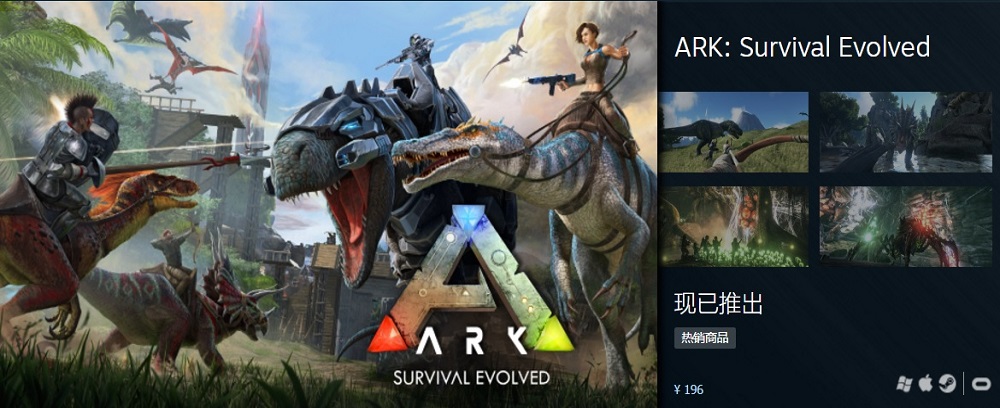 ARK: Survival Evolved
ARK
SURVIVAL EVOLVED
现已推出
热销商品
¥ 196